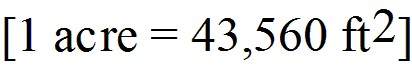 [1 acre = 43,560 ft2]